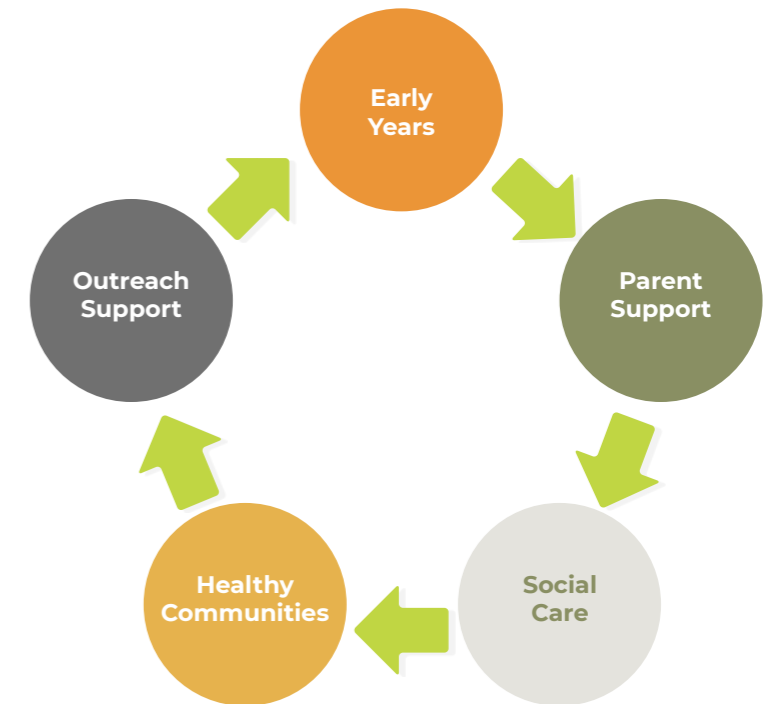 Early
Years
Parent
Support
Social
Care
Healthy
Communities
Outreach
Support